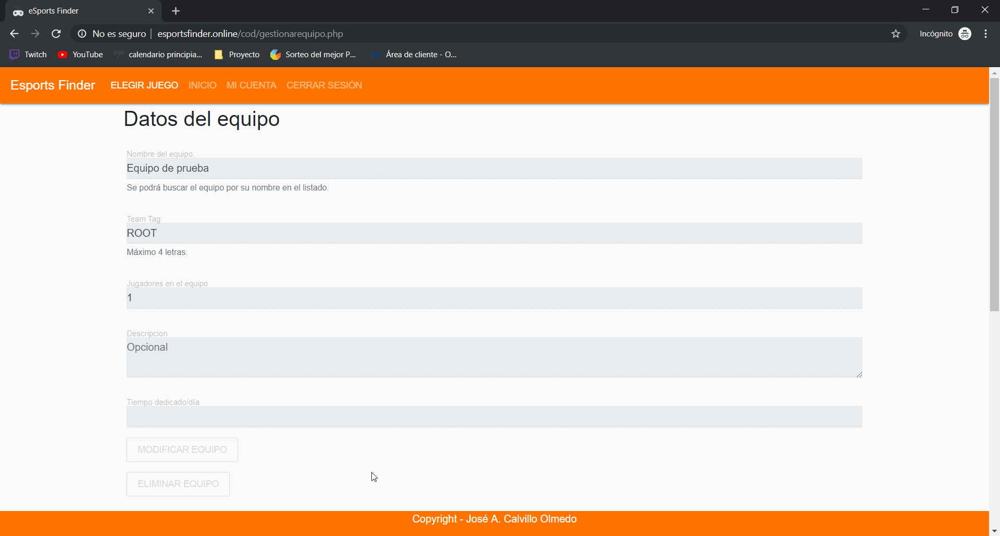 eSports Finder
No es seguro | esportsfinder.online/cod/gestionarequipo.php
Incógnito
Twitch
YouTube
GYM calendario principia...
Proyecto
Sorteo del mejor P...
Área de cliente - O...
Esports Finder
ELEGIR JUEGO
INICIO
MI CUENTA
CERRAR SESIÓN
Datos del equipo
Nombre del equipo:
Equipo de prueba
Se podrá buscar el equipo por su nombre en el listado.
Team Tag
ROOT
Máximo 4 letras.
Jugadores en el equipo
1
Descripcion
Opcional
Tiempo dedicado/día
MODIFICAR EQUIPO
ELIMINAR EQUIPO
Copyright - José A. Calvillo Olmedo